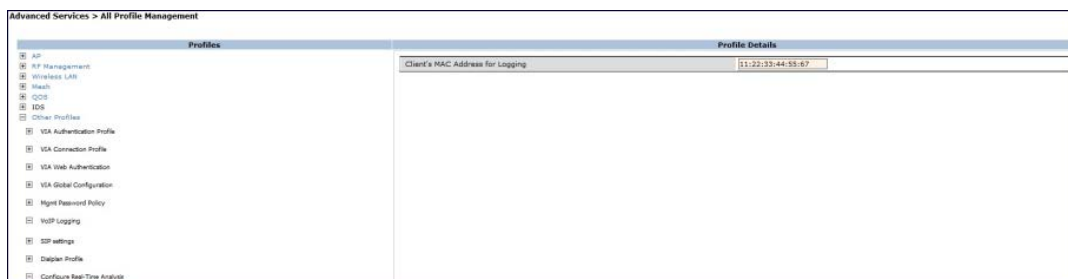 Advanced Services > All Profile Management
Profiles
Profile Details
AP
RF Management
Wireless LAN
Mesh
QOS
IDS
Other Profiles
VIA Authentication Profile
VIA Connection Profile
VIA Web Authentication
VIA Global Configuration
Mgmt Password Policy
VoIP Logging
SIP settings
Dialplan Profile
Configure Real-Time Analysis
Client's MAC Address for Logging
11:22:33:44:55:67